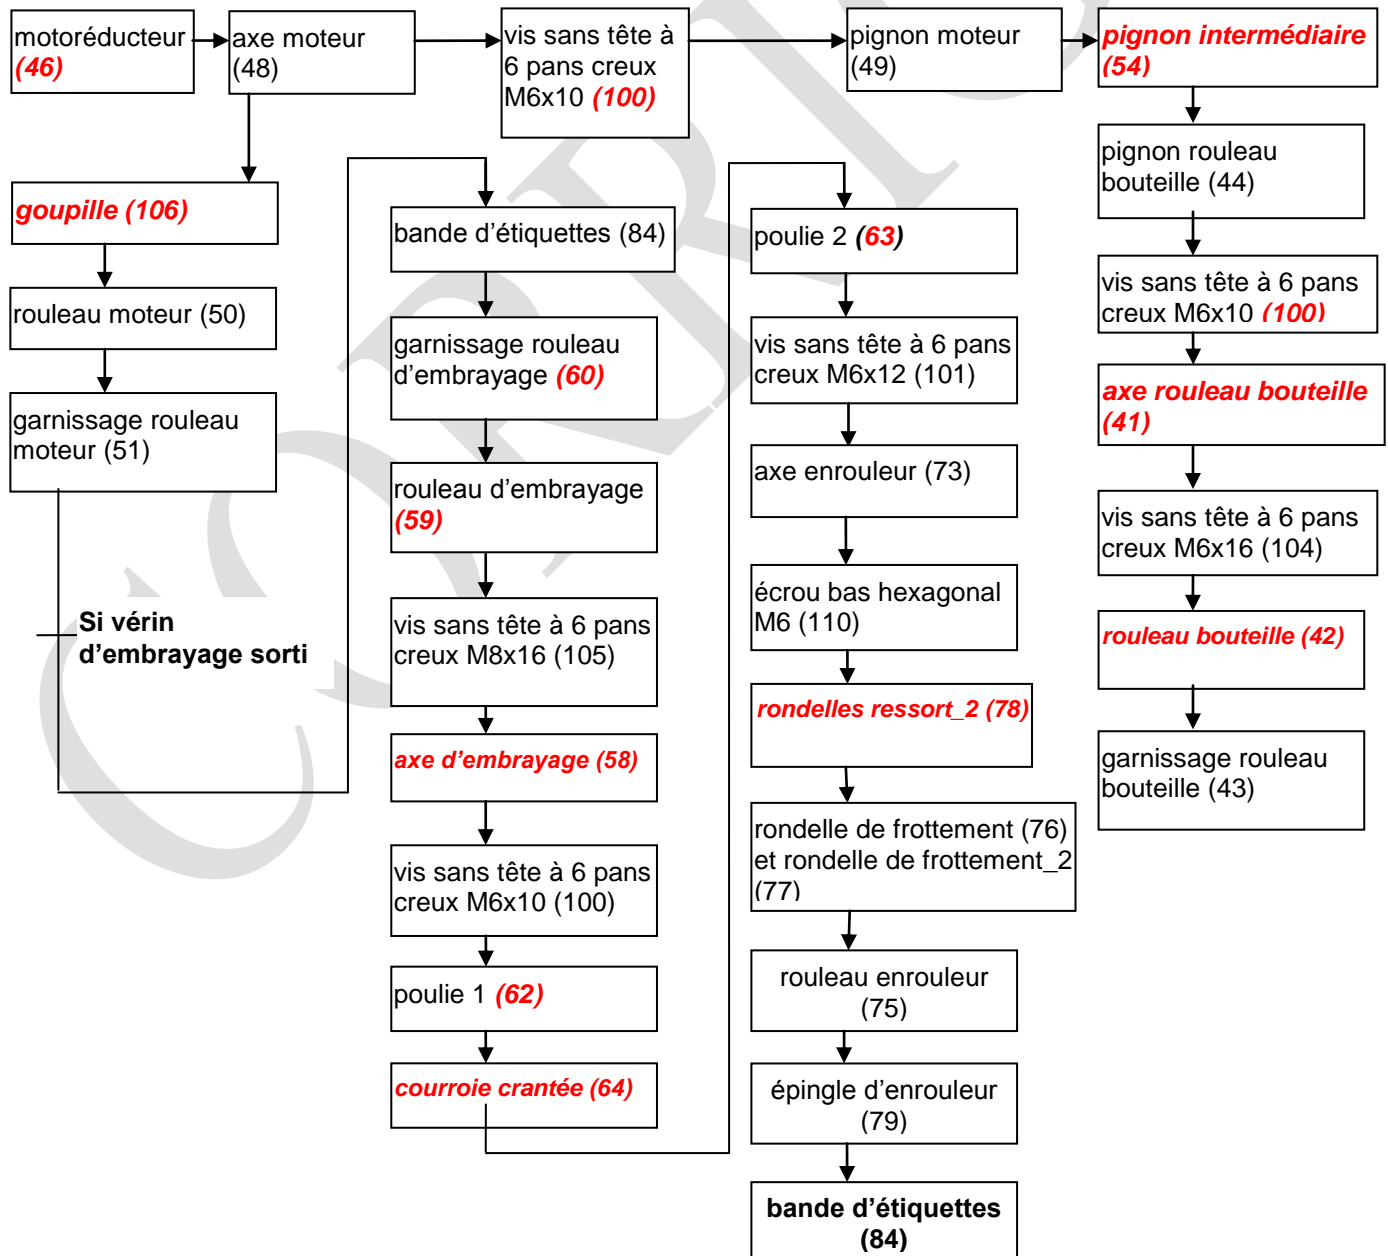 motoréducteur
(46)
axe moteur
(48)
vis sans tête à
6 pans creux
M6x10 (100)
pignon moteur
(49)
pignon intermédiaire
(54)
goupille (106)
rouleau moteur (50)
garnissage rouleau
moteur (51)
Si vérin
d'embrayage sorti
bande d'étiquettes (84)
garnissage rouleau
d'embrayage (60)
rouleau d'embrayage
(59)
vis sans tête à 6 pans
creux M8x16 (105)
axe d'embrayage (58)
vis sans tête à 6 pans
creux M6x10 (100)
poulie 1 (62)
courroie crantée (64)
poulie 2 (63)
vis sans tête à 6 pans
creux M6x12 (101)
axe enrouleur (73)
écrou bas hexagonal
M6 (110)
rondelles ressort_2 (78)
rondelle de frottement (76)
et rondelle de frottement_2
(77)
rouleau enrouleur
(75)
épingle d'enrouleur
(79)
bande d'étiquettes
(84)
pignon rouleau
bouteille (44)
vis sans tête à 6 pans
creux M6x10 (100)
axe rouleau bouteille
(41)
vis sans tête à 6 pans
creux M6x16 (104)
rouleau bouteille (42)
garnissage rouleau
bouteille (43)